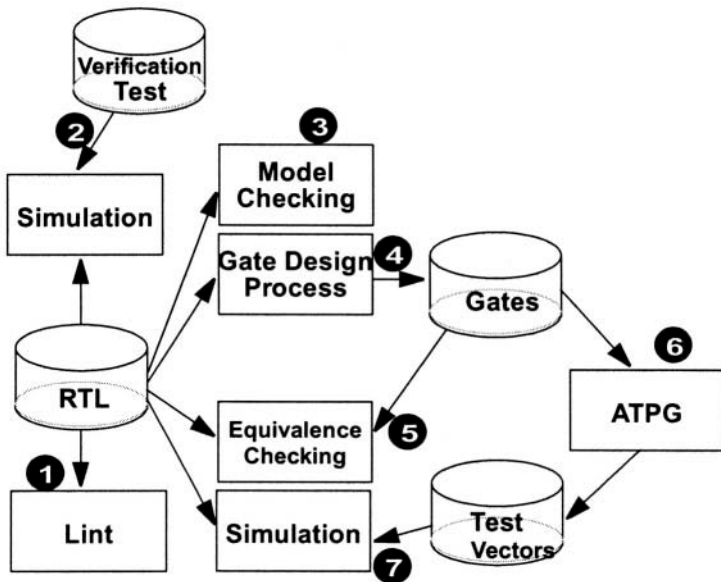 Verification
Test
2
3
Model
Checking
Simulation
Gate Design
Process
4
Gates
6
RTL
ATPG
Equivalence
Checking
5
1
Lint
Simulation
Test
Vectors
7